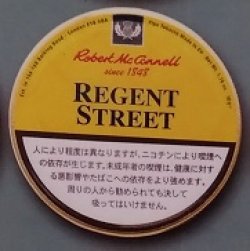 Robert McConnell
since 1848
REGENT
STREET
人により程度は異なりますが、ニコチンにより喫煙へ
の依存が生じます。未成年者の喫煙は、健康に対す
る悪影響やたばこへの依存をより強めます。
周りの人から勧められても決して
吸ってはいけません。